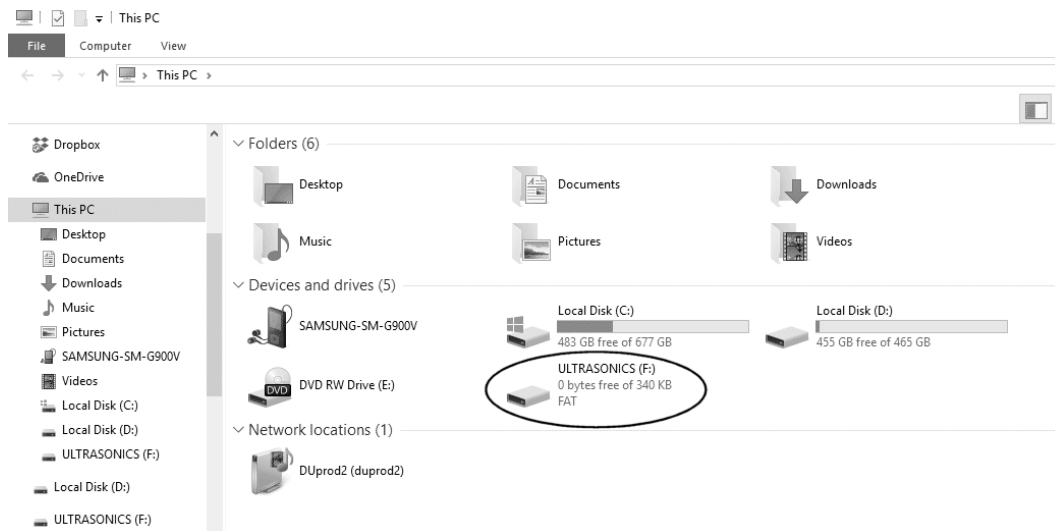 This PC
File Computer View
This PC
Dropbox
OneDrive
This PC
Desktop
Documents
Downloads
Music
Pictures
SAMSUNG-SM-G900V
Videos
Local Disk (C:)
Local Disk (D:)
ULTRASONICS (F:)
Local Disk (D:)
ULTRASONICS (F:)
Folders (6)
Desktop
Documents
Downloads
Music
Pictures
Videos
Devices and drives (5)
SAMSUNG-SM-G900V
Local Disk (C:)
483 GB free of 677 GB
Local Disk (D:)
455 GB free of 465 GB
DVD
DVD RW Drive (E:)
ULTRASONICS (F:)
0 bytes free of 340 KB
FAT
Network locations (1)
DUprod2 (duprod2)